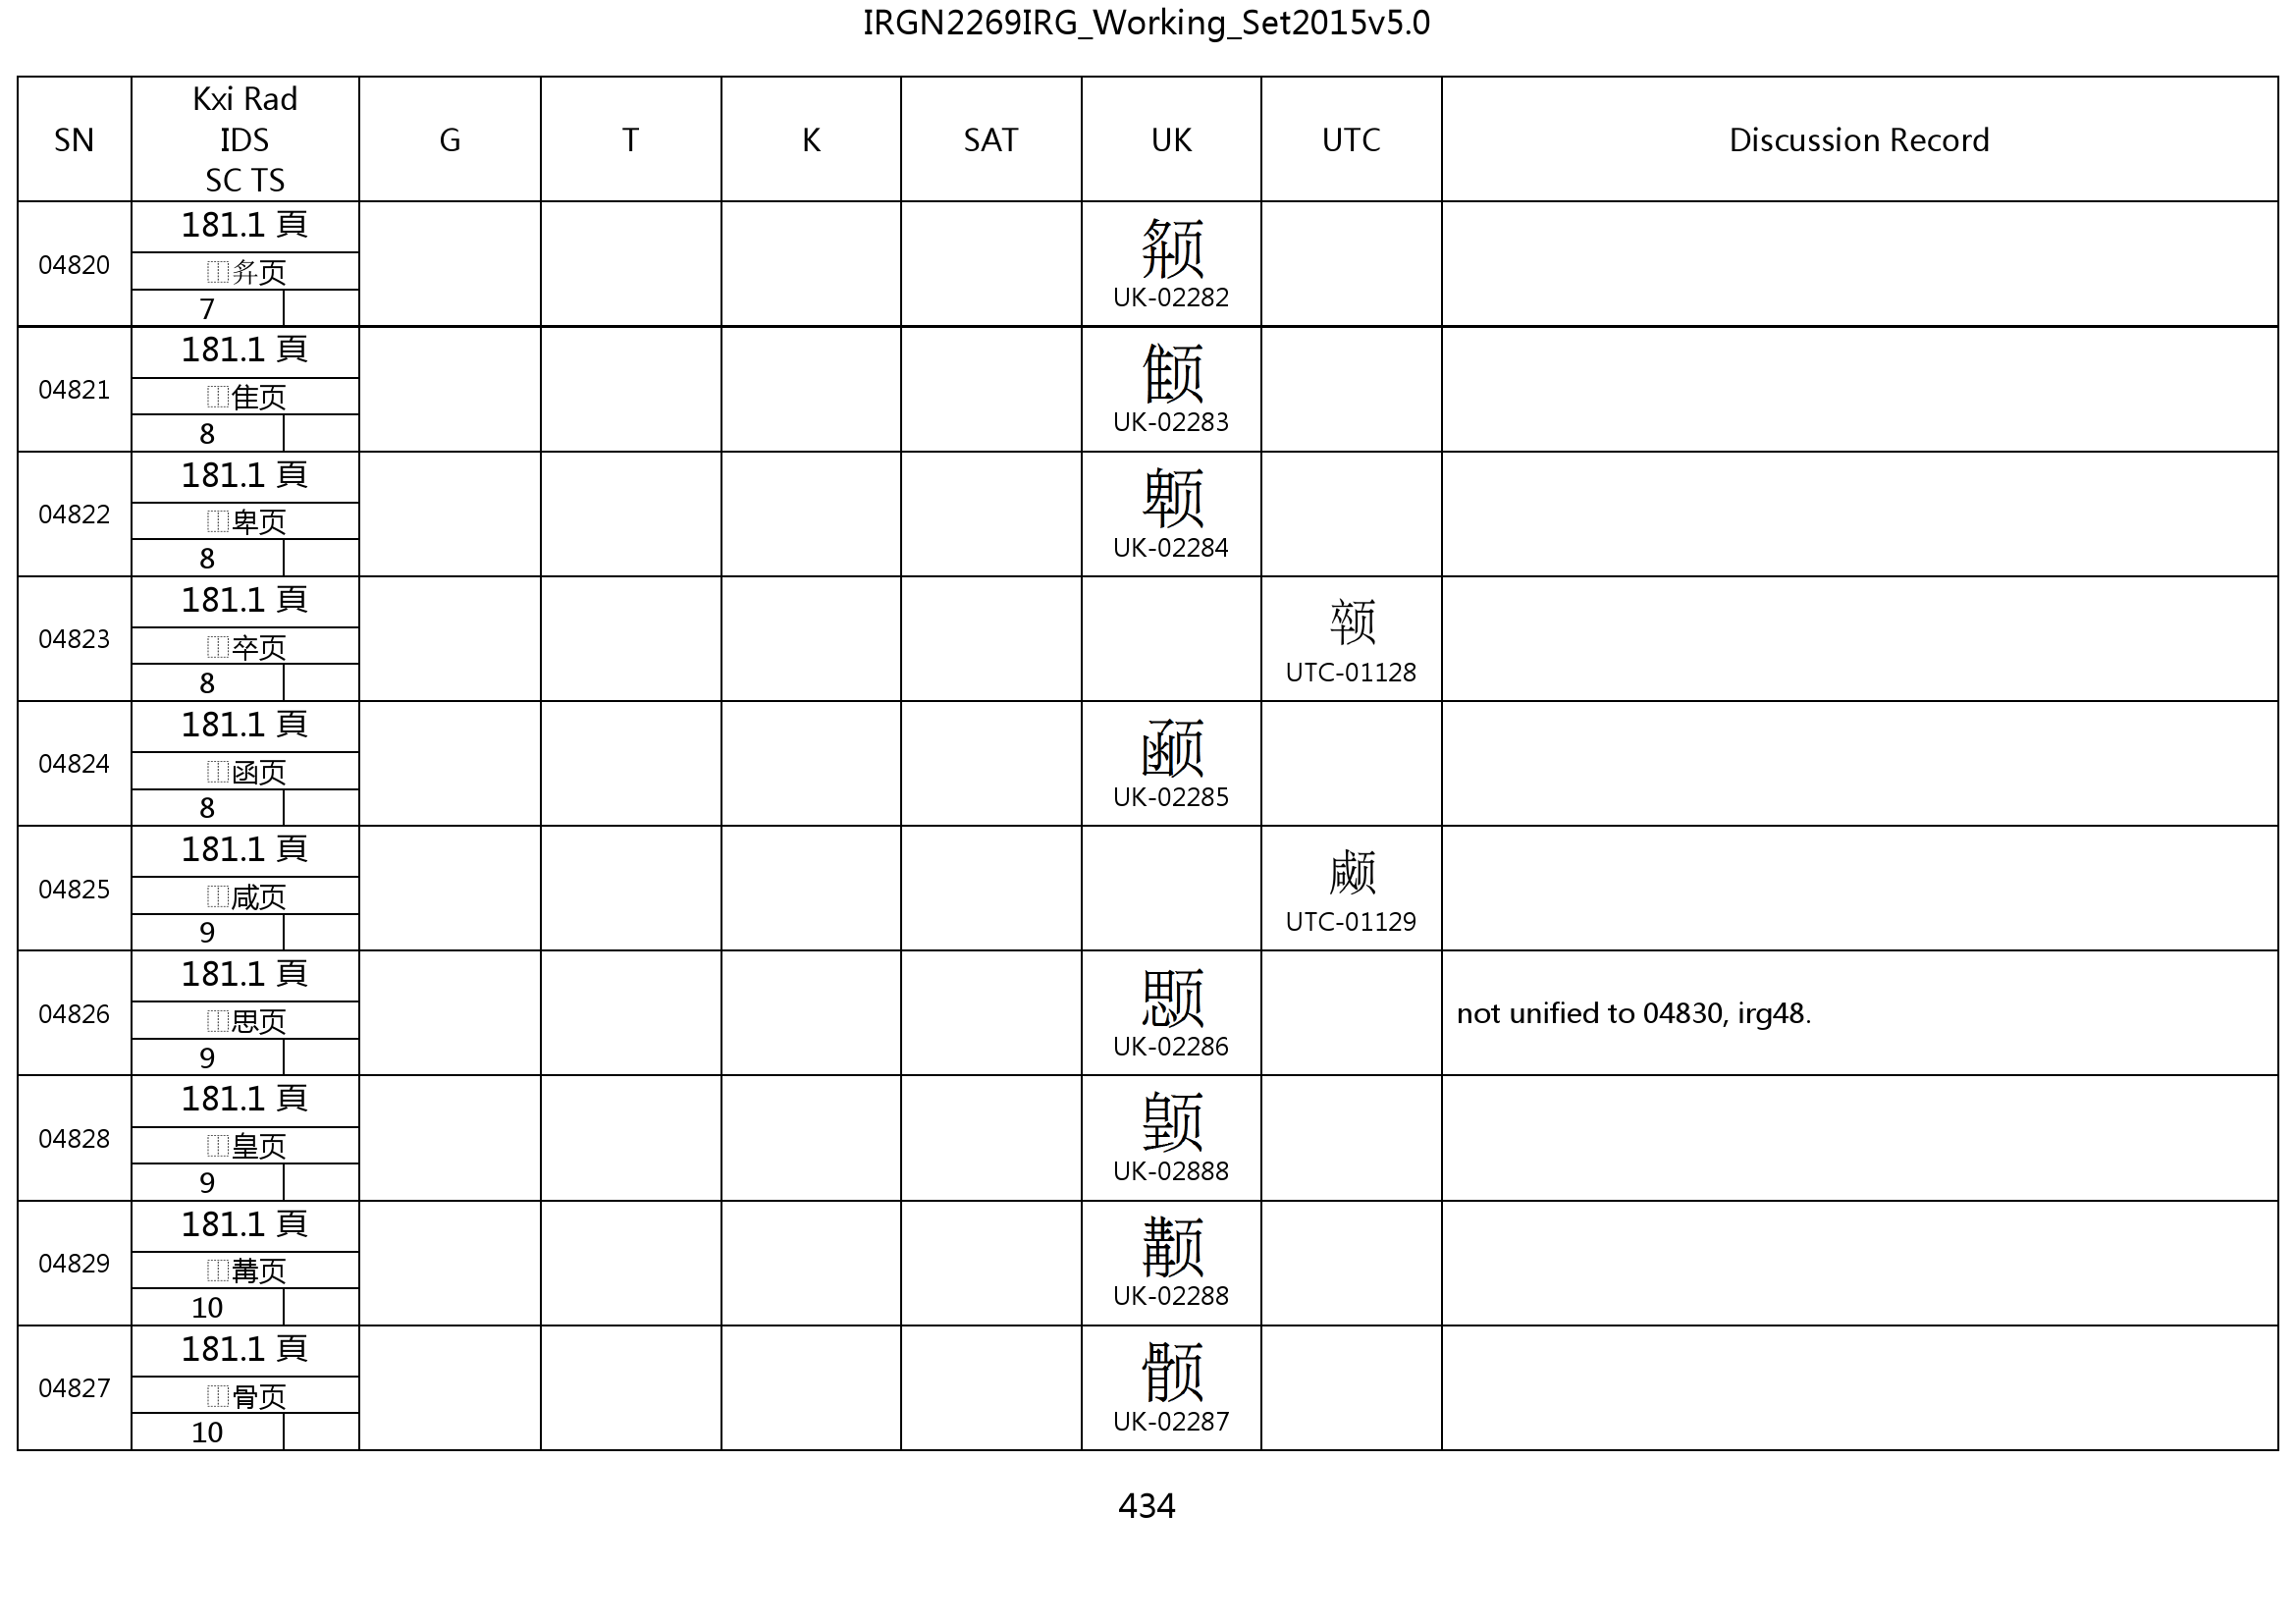 IRGN2269IRG_Working_Set2015v5.0
SN Kxi Rad IDS SC TS G T K SAT UK UTC Discussion Record
04820
181.1 頁
⿰㐱开页
7
UK-02282
04821
181.1 頁
⿰隹页
8
UK-02283
04822
181.1 頁
⿰卑页
8
UK-02284
04823
181.1 頁
⿰卒页
8
UTC-01128
04824
181.1 頁
⿰函页
8
UK-02285
04825
181.1 頁
⿰咸页
9
UTC-01129
04826
181.1 頁
⿰思页
9
UK-02286
not unified to 04830, irg48.
04828
181.1 頁
⿰皇页
9
UK-02888
04829
181.1 頁
⿰冓页
10
UK-02288
04827
181.1 頁
⿰骨页
10
UK-02287
434